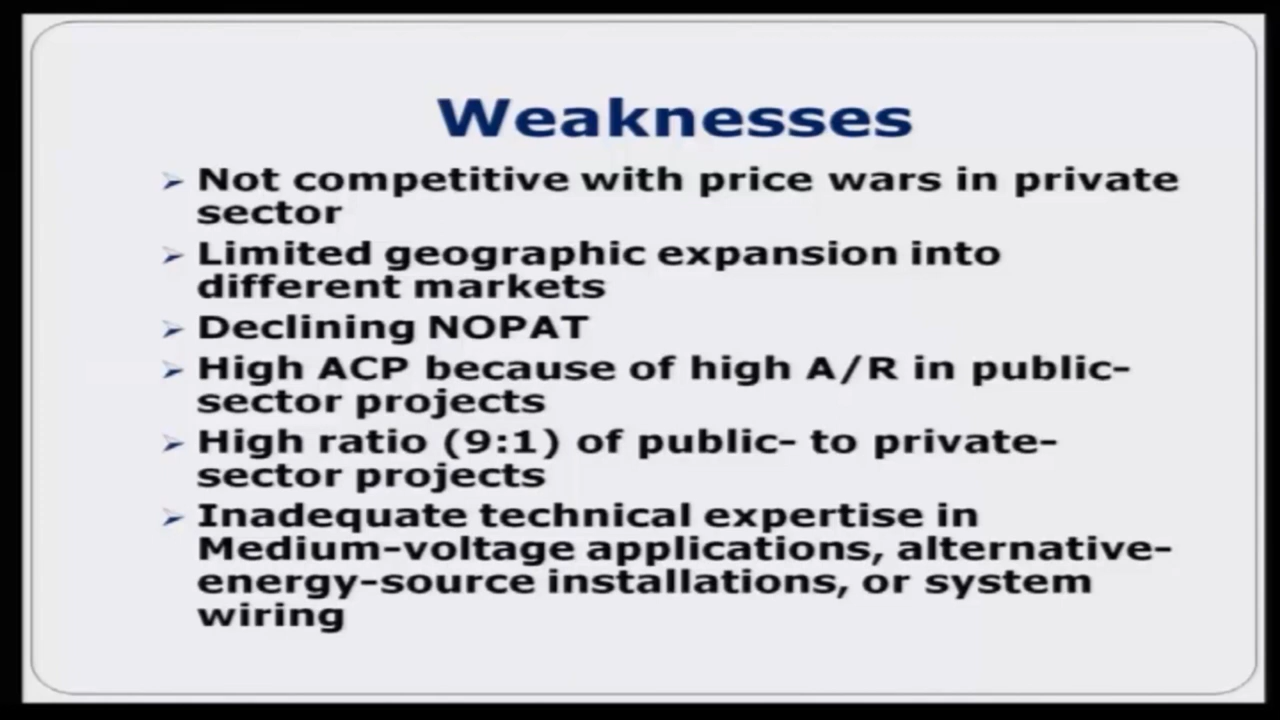 Weaknesses
Not competitive with price wars in private
sector
Limited geographic expansion into
different markets
Declining NOPAT
High ACP because of high A/R in public-
sector projects
High ratio (9:1) of public- to private-
sector projects
Inadequate technical expertise in
Medium-voltage applications, alternative-
energy-source installations, or system
wiring